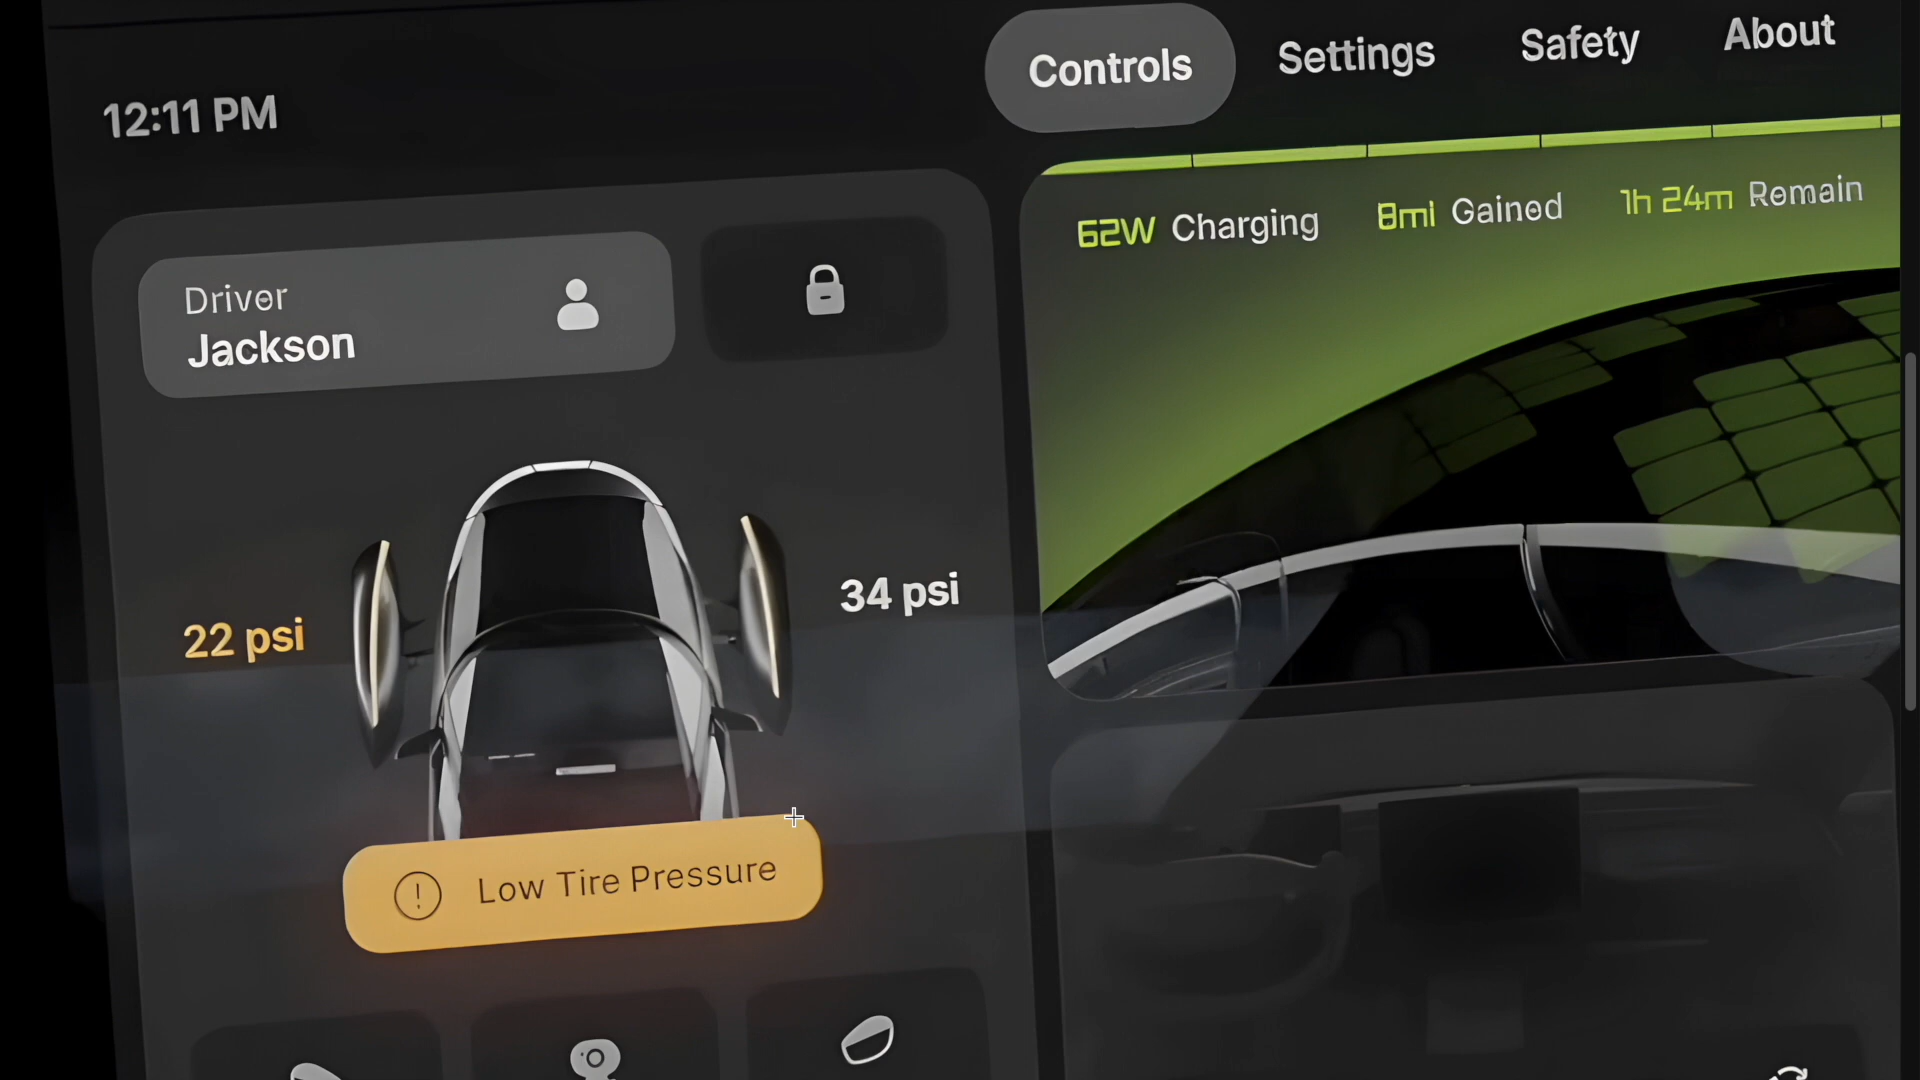 12:11 PM
Controls
Settings
Safety
About
Driver
Jackson
62W Charging
8mi Gained
1h 24m Remain
22 psi
34 psi
Low Tire Pressure